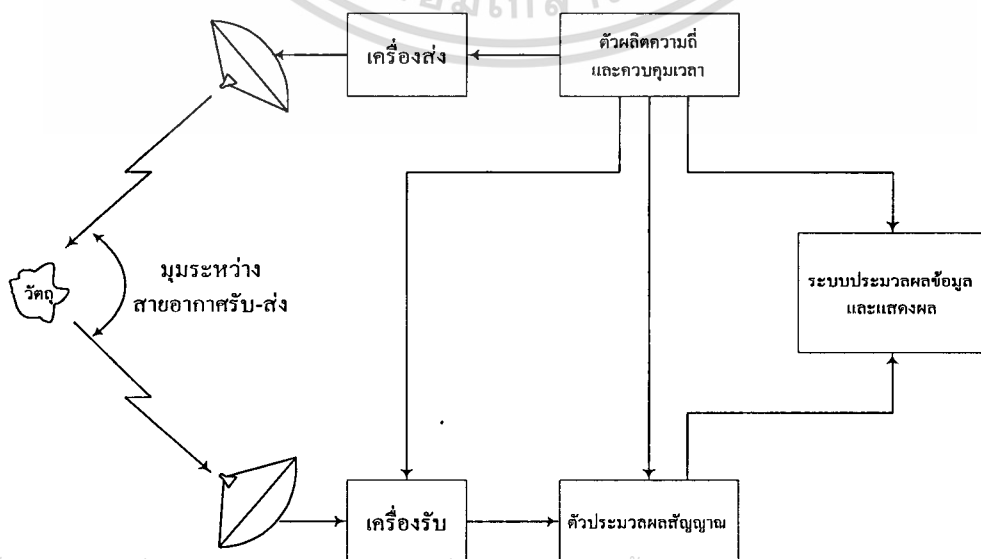 เครื่องส่ง
ตัวผลิตความถี่
และควบคุมเวลา
วัตถุ
มุมระหว่าง
สายอากาศรับ-ส่ง
ระบบประมวลผลข้อมูล
และแสดงผล
เครื่องรับ
ตัวประมวลผลสัญญาณ